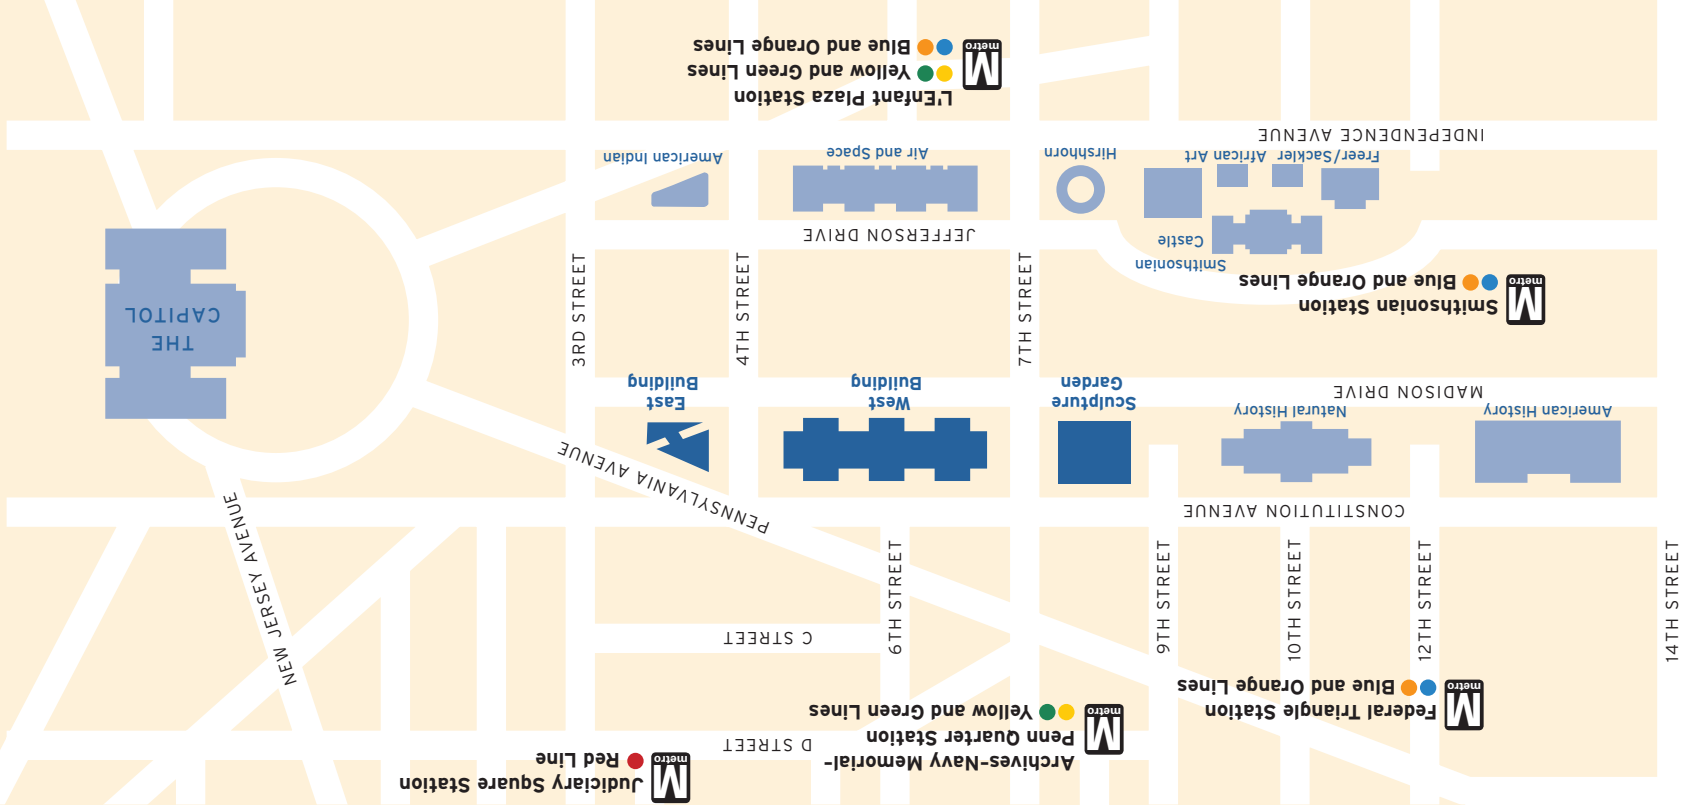 Judiciary Square Station
Red Line
M
metro
Archives-Navy Memorial-
Penn Quarter Station
Yellow and Green Lines
M
metro
D STREET
Federal Triangle Station
Blue and Orange Lines
M
metro
C STREET
14TH STREET
12TH STREET
10TH STREET
9TH STREET
6TH STREET
NEW JERSEY AVENUE
PENNSYLVANIA AVENUE
CONSTITUTION AVENUE
American History
Natural History
Sculpture
Garden
West
Building
East
Building
MADISON DRIVE
THE
CAPITOL
7TH STREET
4TH STREET
3RD STREET
Smithsonian Station
Blue and Orange Lines
M
metro
Smithsonian
Castle
JEFFERSON DRIVE
Freer/Sackler
African Art
Hirshhorn
Air and Space
American Indian
INDEPENDENCE AVENUE
L'Enfant Plaza Station
Yellow and Green Lines
Blue and Orange Lines
M
metro